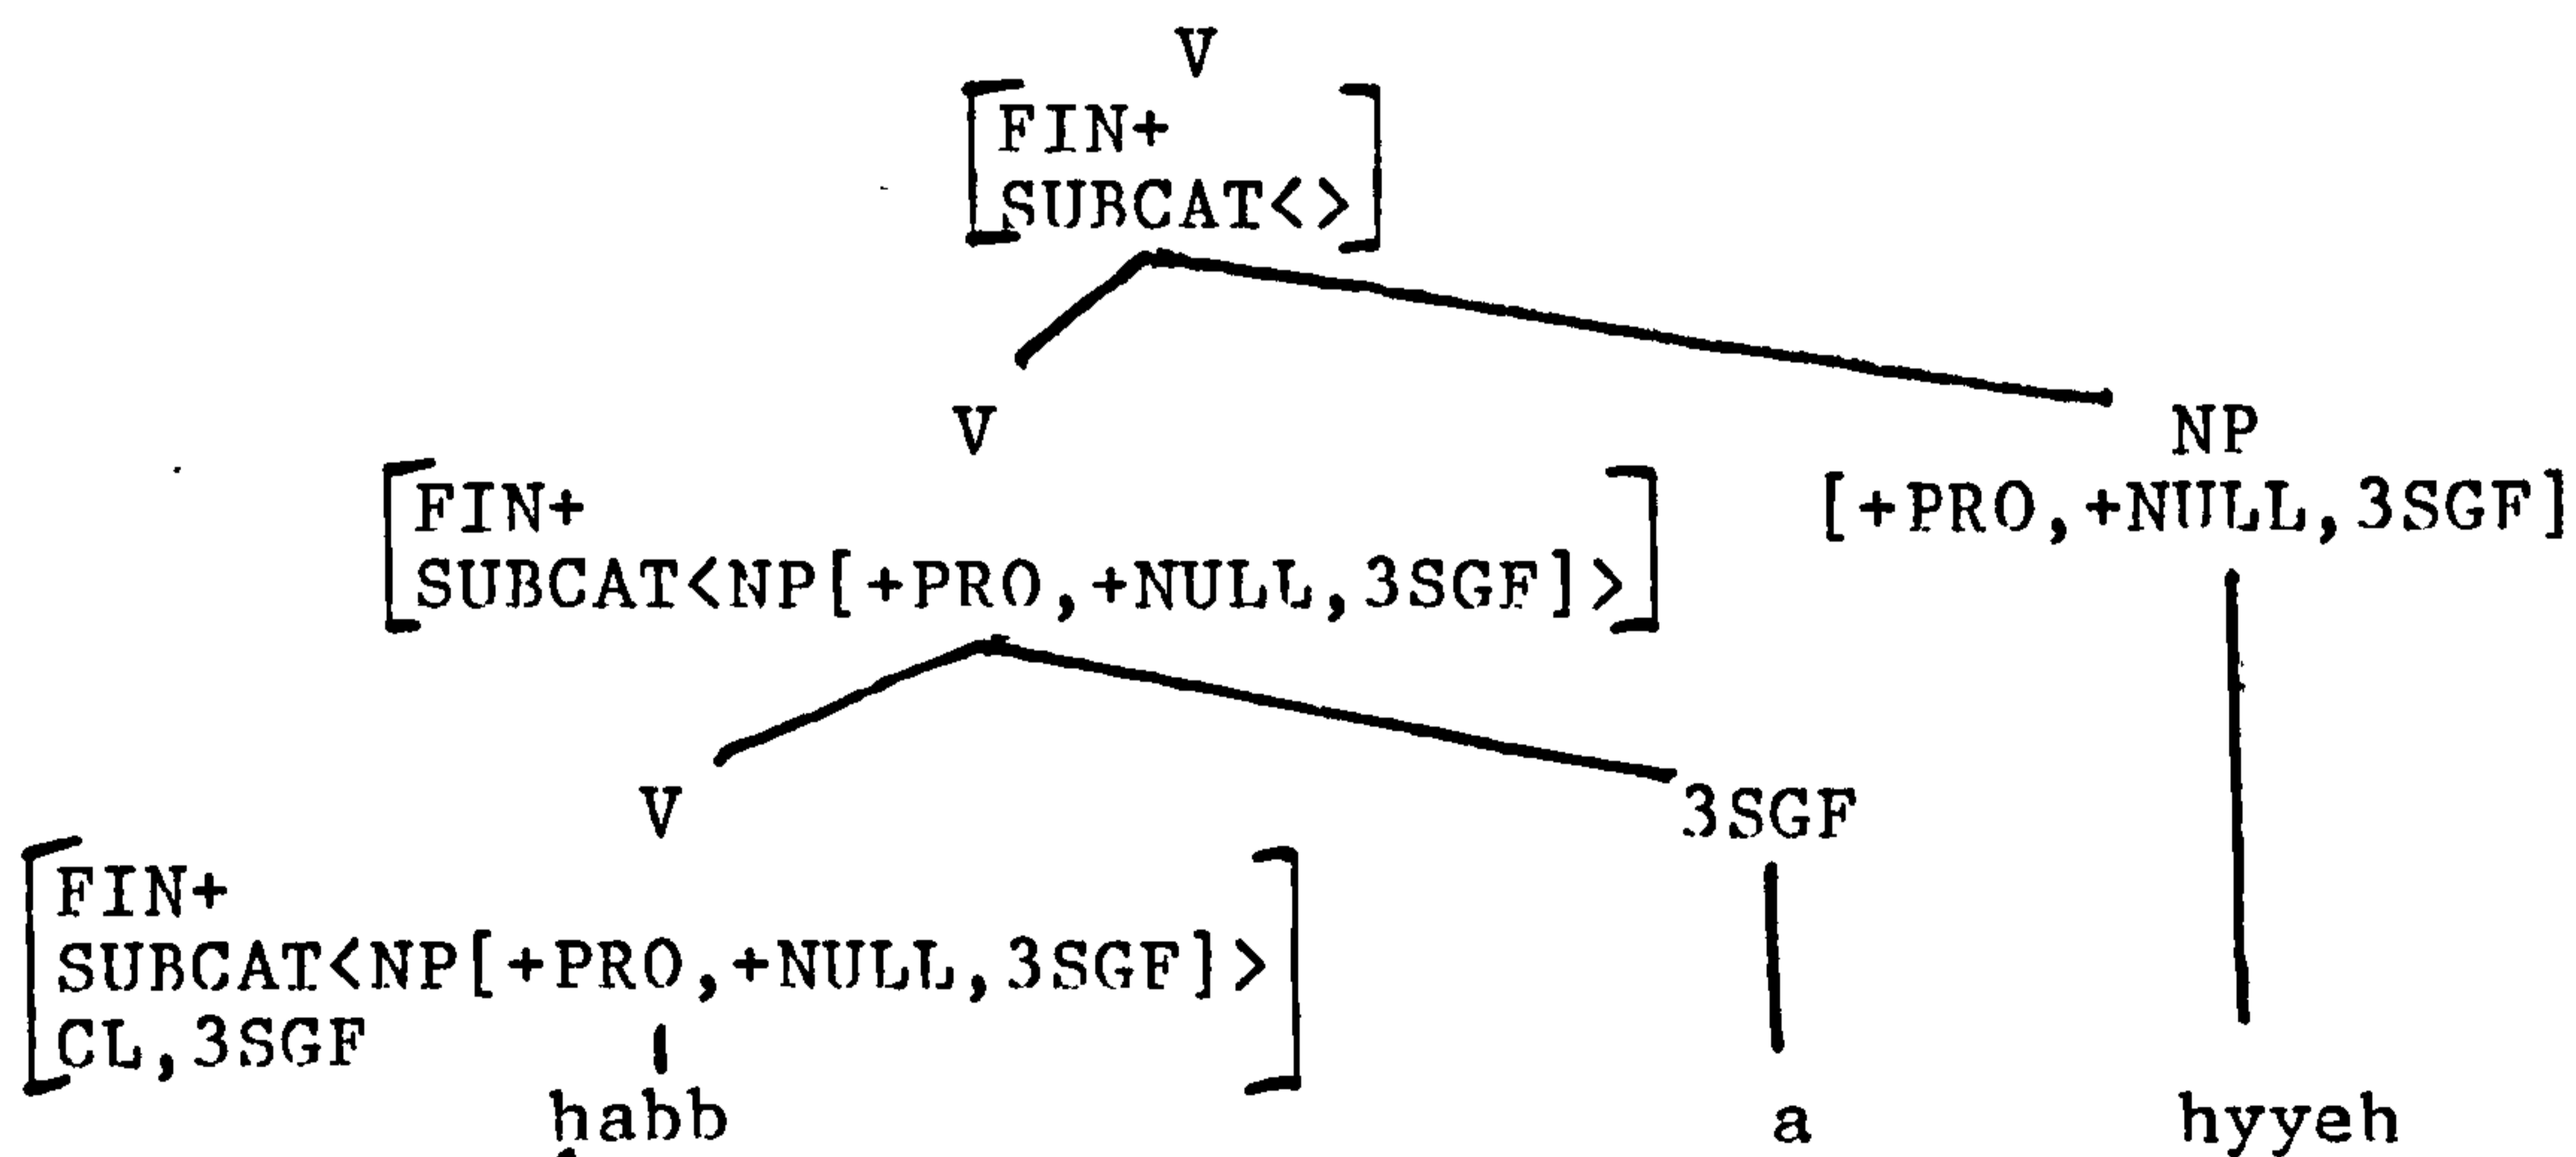 V
FIN+
SUBCAT<>
V
NP
FIN+
[+PRO,+NULL,3SGF]
SUBCAT<NP[+PRO,+NULL,3SGF]>
V
3SGF
FIN+
SUBCAT<NP[+PRO,+NULL,3SGF]>
CL,3SGF
ḥabb a hyyeh